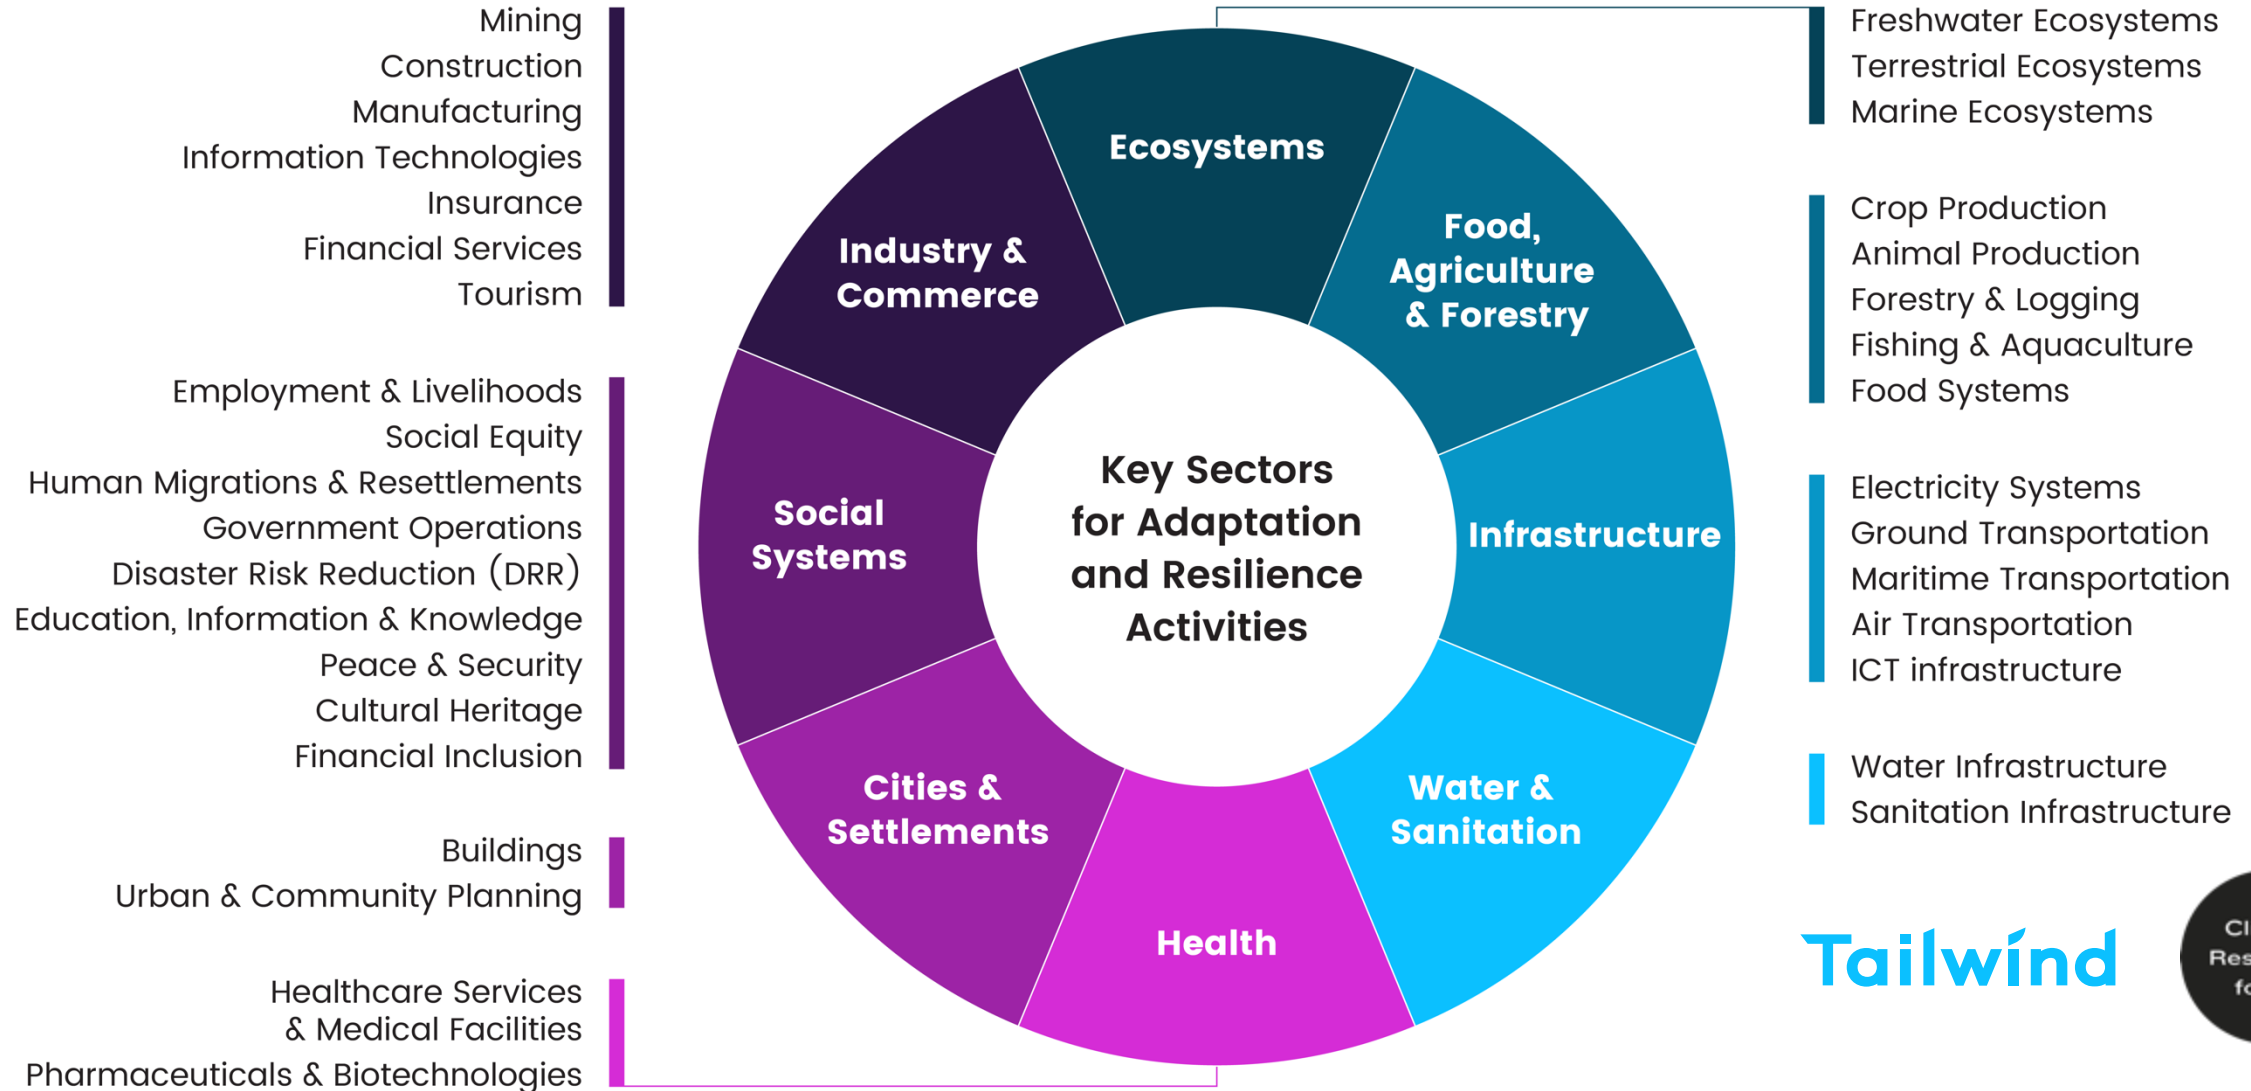 Mining
Construction
Manufacturing
Information Technologies
Insurance
Financial Services
Tourism
Employment & Livelihoods
Social Equity
Human Migrations & Resettlements
Government Operations
Disaster Risk Reduction (DRR)
Education, Information & Knowledge
Peace & Security
Cultural Heritage
Financial Inclusion
Buildings
Urban & Community Planning
Healthcare Services
& Medical Facilities
Pharmaceuticals & Biotechnologies
Ecosystems
Food,
Agriculture
& Forestry
Infrastructure
Water &
Sanitation
Health
Cities &
Settlements
Social
Systems
Industry &
Commerce
Key Sectors
for Adaptation
and Resilience
Activities
Freshwater Ecosystems
Terrestrial Ecosystems
Marine Ecosystems
Crop Production
Animal Production
Forestry & Logging
Fishing & Aquaculture
Food Systems
Electricity Systems
Ground Transportation
Maritime Transportation
Air Transportation
ICT infrastructure
Water Infrastructure
Sanitation Infrastructure
Tailwind